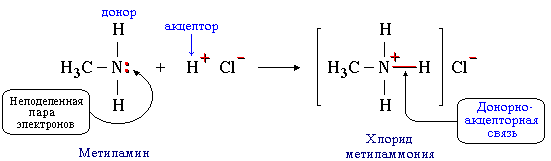 донор
акцептор
H
H
H₃C—N: + H⁺ Cl⁻ → [H₃C—N⁺—H] Cl⁻
H
H
Неподеленная
пара
электронов
Донорно-
акцепторная
связь
Метиламин
Хлорид
метиламмония